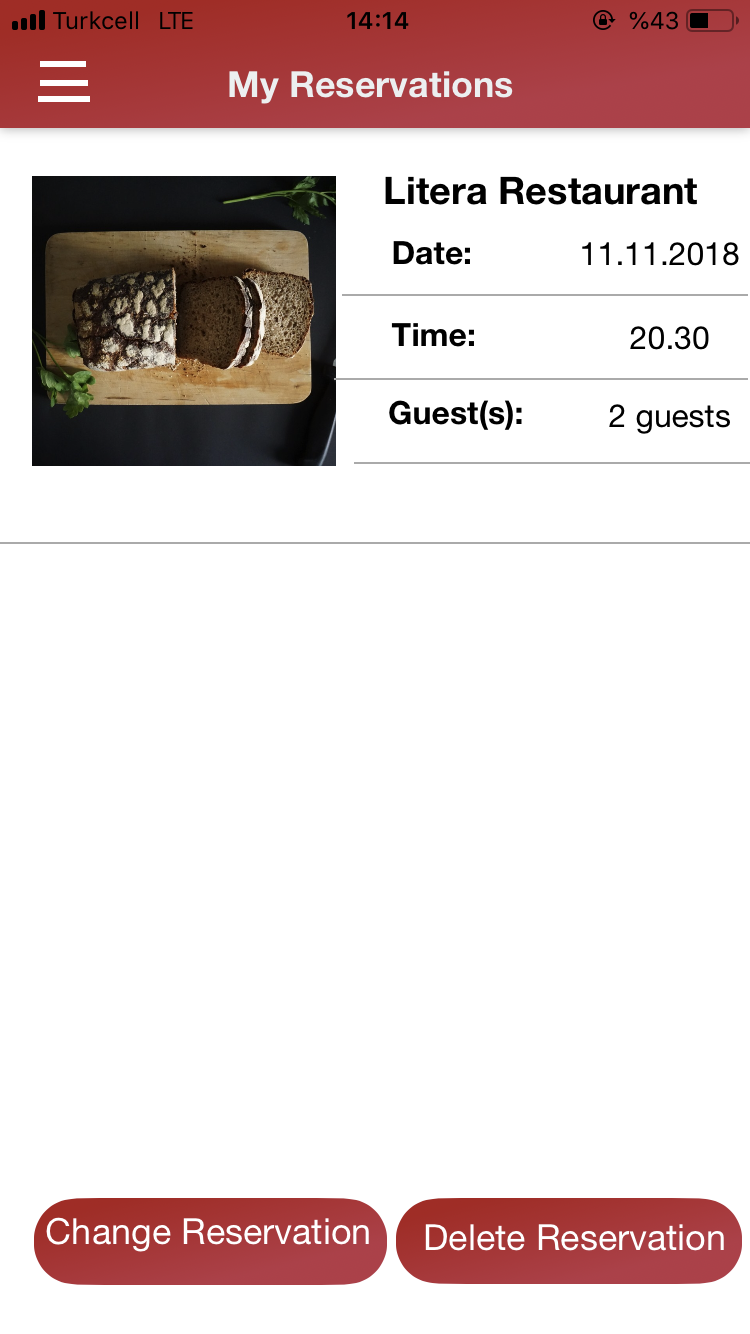 Turkcell LTE 14:14 %43
My Reservations
Litera Restaurant
Date: 11.11.2018
Time: 20.30
Guest(s): 2 guests
Change Reservation Delete Reservation